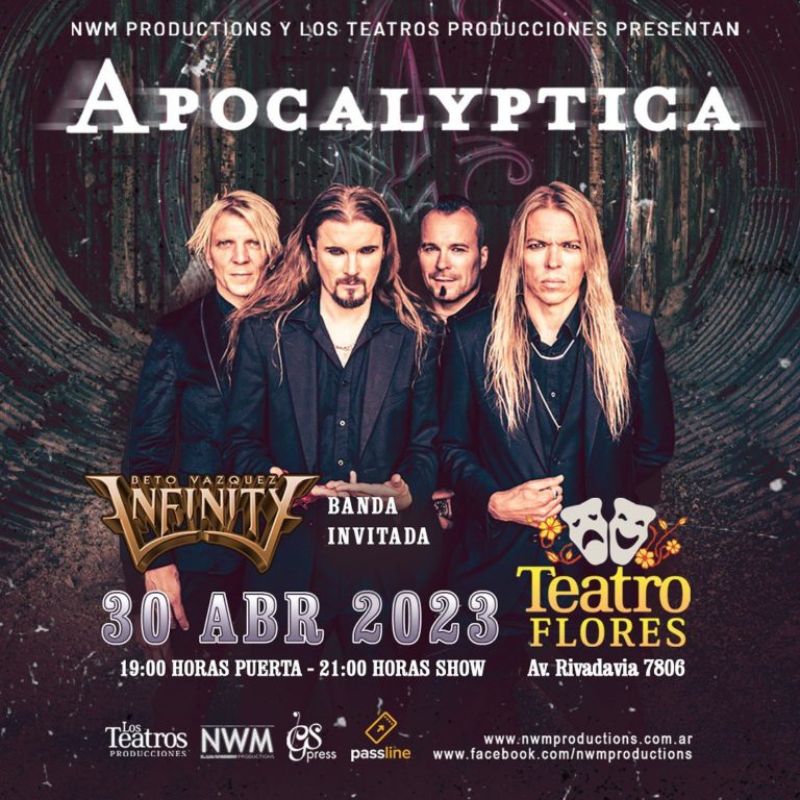 NWM PRODUCTIONS Y LOS TEATROS PRODUCCIONES PRESENTAN
APOCALYPTICA
BETO VAZQUEZ
INFINITY
BANDA
INVITADA
30 ABR 2023
19:00 HORAS PUERTA - 21:00 HORAS SHOW
Teatro
FLORES
Av. Rivadavia 7806
Los
Teatros
PRODUCCIONES
NWM
PRODUCTIONS
GS
press
passline
www.nwmproductions.com.ar
www.facebook.com/nwmproductions